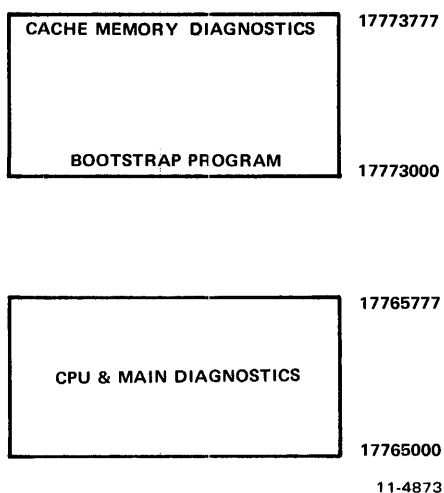 CACHE MEMORY DIAGNOSTICS
17773777
BOOTSTRAP PROGRAM
17773000
17765777
CPU & MAIN DIAGNOSTICS
17765000
11-4873